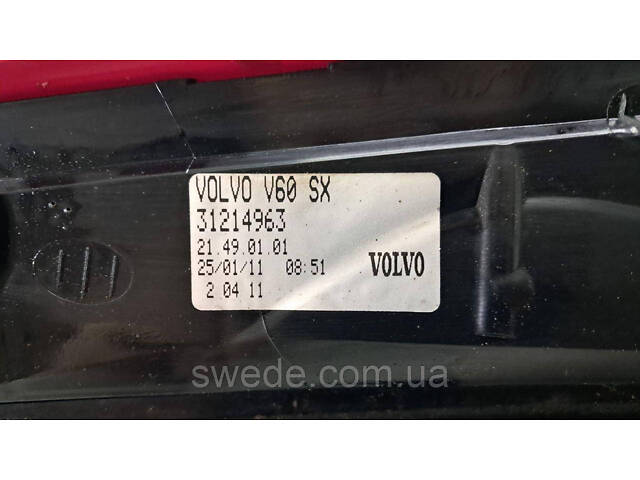 VOLVO V60 SX
31214963
21.49.01.01
25/01/11 08:51 VOLVO
2 04 11
swede.com.ua